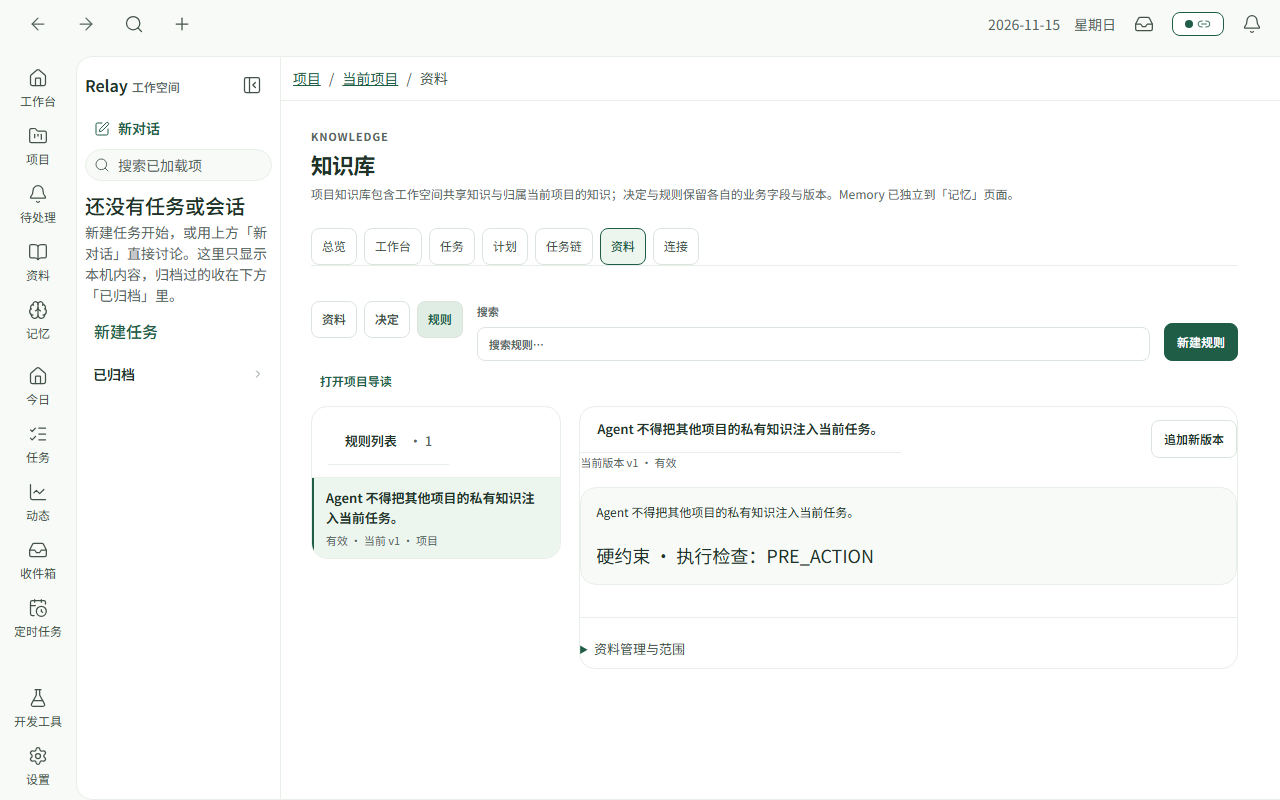 2026-11-15 星期日
工作台
项目
待处理
资料
记忆
今日
任务
动态
收件箱
定时任务
开发工具
设置
Relay 工作空间
新对话
搜索已加载项
还没有任务或会话
新建任务开始，或用上方「新
对话」直接讨论。这里只显示
本机内容，归档过的收在下方
「已归档」里。
新建任务
已归档
项目 / 当前项目 / 资料
KNOWLEDGE
知识库
项目知识库包含工作空间共享知识与归属当前项目的知识；决定与规则保留各自的业务字段与版本。Memory 已独立到「记忆」页面。
总览 工作台 任务 计划 任务链 资料 连接
资料 决定 规则
搜索
搜索规则…
新建规则
打开项目导读
规则列表 · 1
Agent 不得把其他项目的私有知识注
入当前任务。
有效 · 当前 v1 · 项目
Agent 不得把其他项目的私有知识注入当前任务。
追加新版本
当前版本 v1 · 有效
Agent 不得把其他项目的私有知识注入当前任务。
硬约束 · 执行检查：PRE_ACTION
资料管理与范围